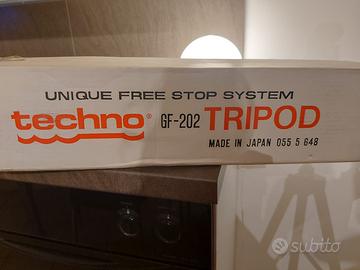 UNIQUE FREE STOP SYSTEM
techno® GF-202 TRIPOD
MADE IN JAPAN 055 5 648
subito